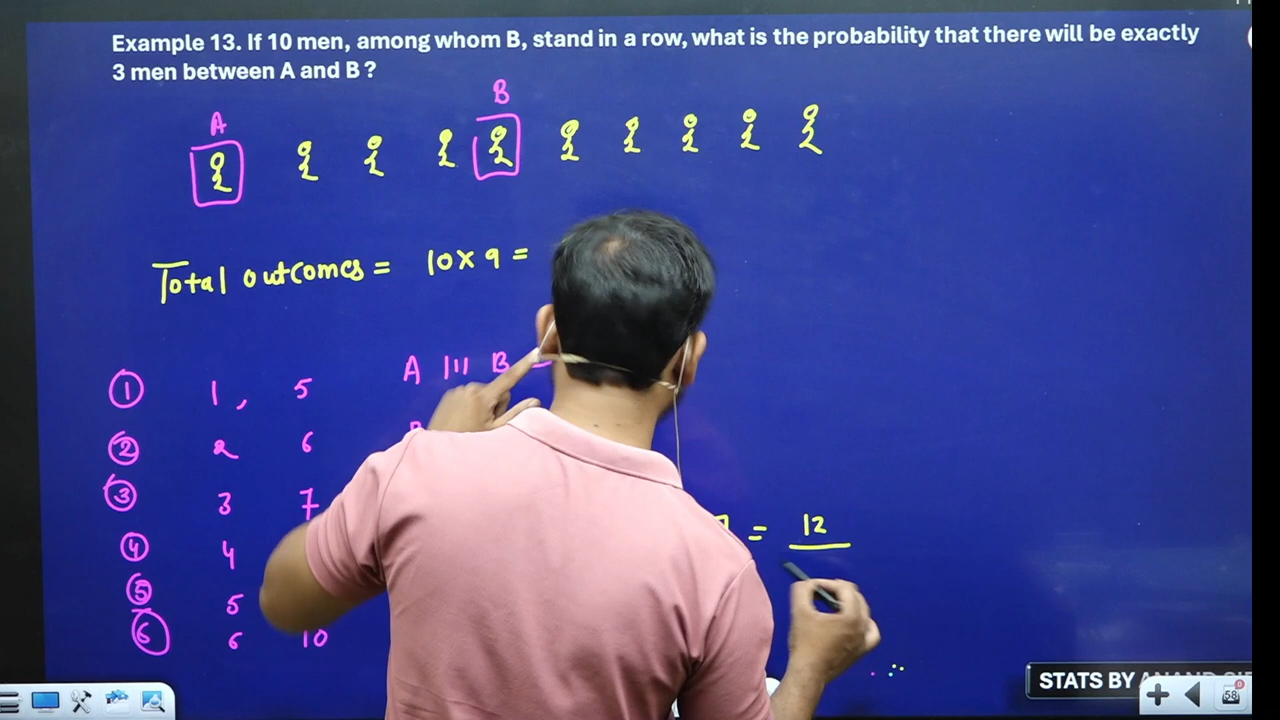 Example 13. If 10 men, among whom B, stand in a row, what is the probability that there will be exactly
3 men between A and B ?
A
B
Total outcomes = 10 x 9 =
A ||| B
1 1, 5
2 2 6
3 3 7
= 12
4 4
5 5
6 6 10
STATS BY
58